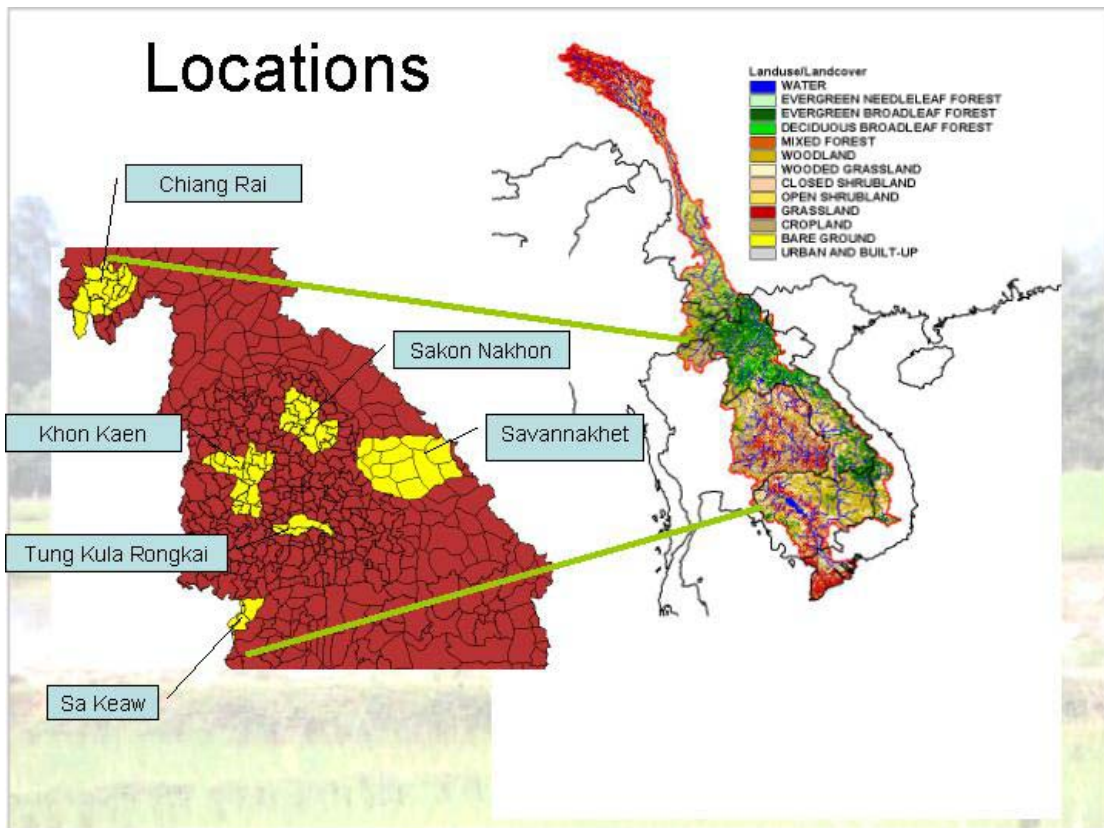 Locations
Landuse/Landcover
WATER
EVERGREEN NEEDLELEAF FOREST
EVERGREEN BROADLEAF FOREST
DECIDUOUS BROADLEAF FOREST
MIXED FOREST
WOODLAND
WOODED GRASSLAND
CLOSED SHRUBLAND
OPEN SHRUBLAND
GRASSLAND
CROPLAND
BARE GROUND
URBAN AND BUILT-UP
Chiang Rai
Sakon Nakhon
Khon Kaen
Savannakhet
Tung Kula Rongkai
Sa Keaw